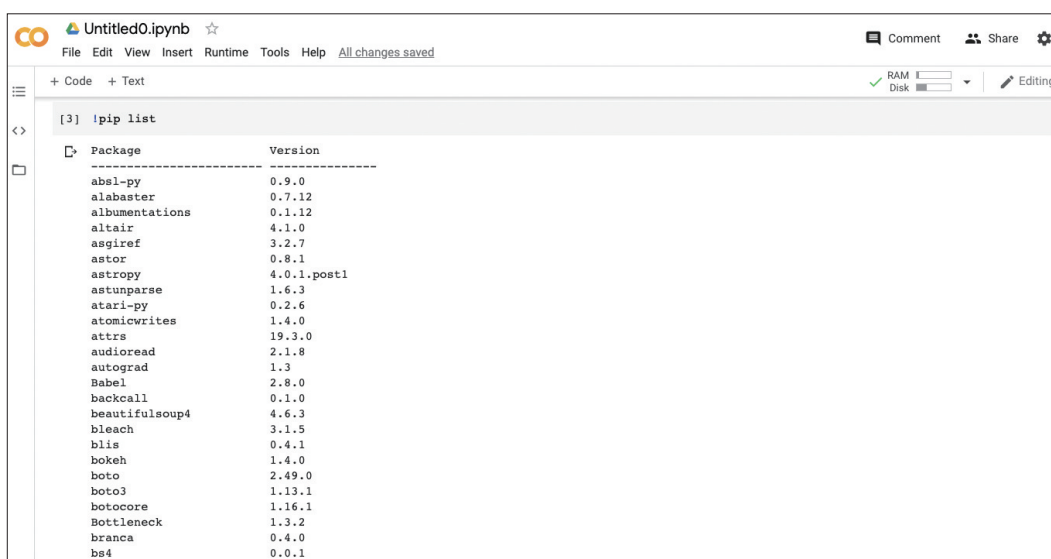 Untitled0.ipynb
File Edit View Insert Runtime Tools Help All changes saved
Comment Share
+ Code + Text
RAM
Disk
Editing
[3] !pip list
Package Version
------------------------ ---------------
absl-py 0.9.0
alabaster 0.7.12
albumentations 0.1.12
altair 4.1.0
asgiref 3.2.7
astor 0.8.1
astropy 4.0.1.post1
astunparse 1.6.3
atari-py 0.2.6
atomicwrites 1.4.0
attrs 19.3.0
audioread 2.1.8
autograd 1.3
Babel 2.8.0
backcall 0.1.0
beautifulsoup4 4.6.3
bleach 3.1.5
blis 0.4.1
bokeh 1.4.0
boto 2.49.0
boto3 1.13.1
botocore 1.16.1
Bottleneck 1.3.2
branca 0.4.0
bs4 0.0.1